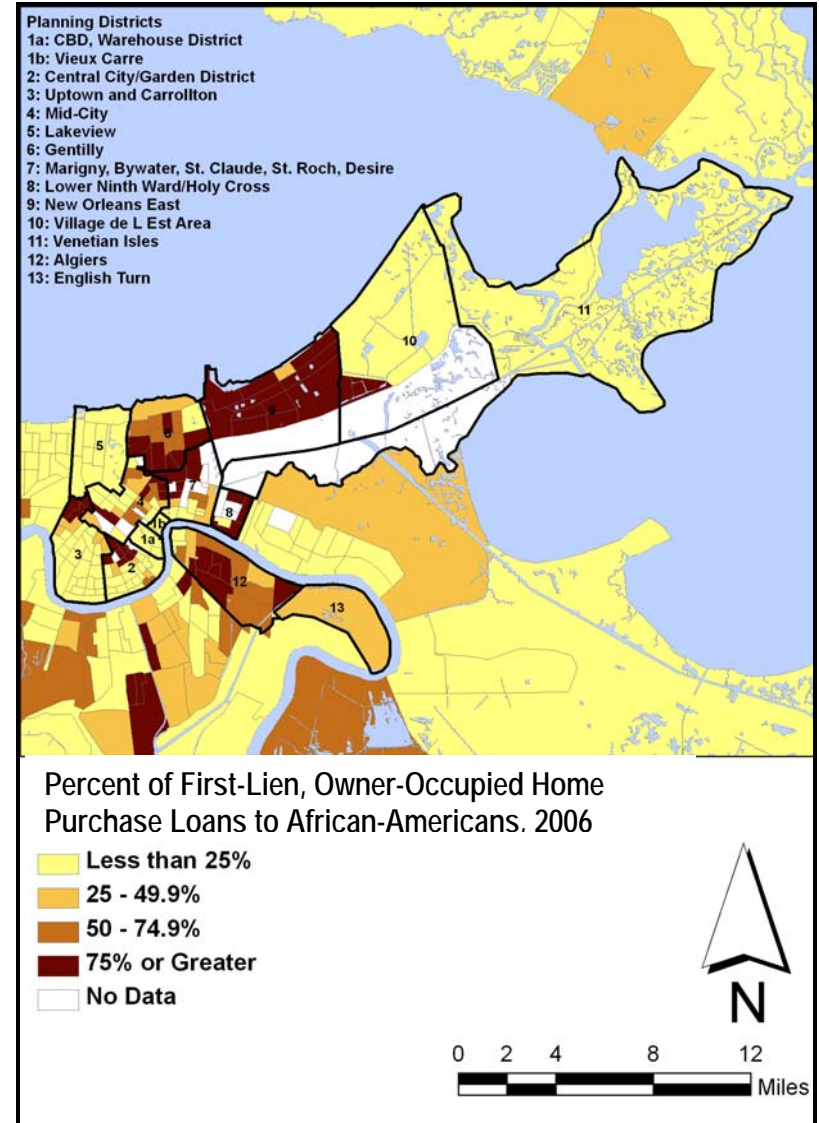 Planning Districts
1a: CBD, Warehouse District
1b: Vieux Carre
2: Central City/Garden District
3: Uptown and Carrollton
4: Mid-City
5: Lakeview
6: Gentilly
7: Marigny, Bywater, St. Claude, St. Roch, Desire
8: Lower Ninth Ward/Holy Cross
9: New Orleans East
10: Village de L Est Area
11: Venetian Isles
12: Algiers
13: English Turn
11
10
9
6
5
7
4
8
1b
1a
3
2
12
13
Percent of First-Lien, Owner-Occupied Home
Purchase Loans to African-Americans, 2006
Less than 25%
25 - 49.9%
50 - 74.9%
75% or Greater
No Data
N
0 2 4 8 12
Miles